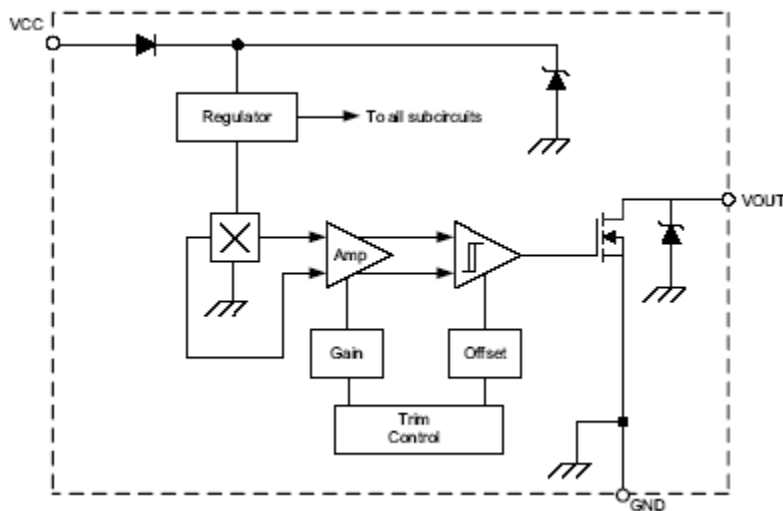 VCC
Regulator
To all subcircuits
VOUT
Amp
Gain
Offset
Trim
Control
GND